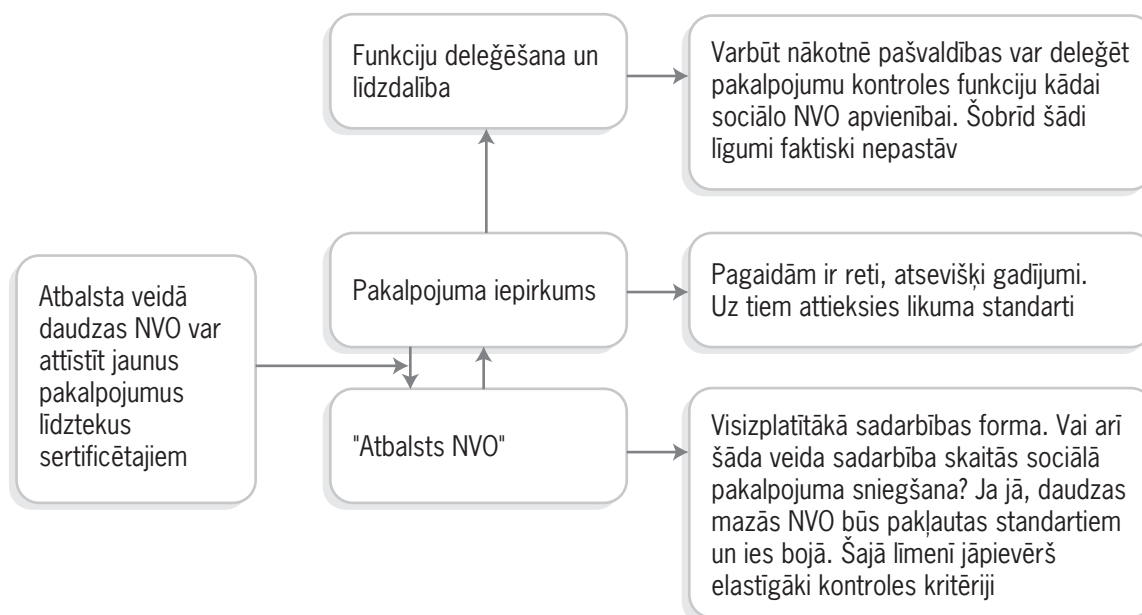 Funkciju deleģēšana un
līdzdalība
Varbūt nākotnē pašvaldības var deleģēt
pakalpojumu kontroles funkciju kādai
sociālo NVO apvienībai. Šobrīd šādi
līgumi faktiski nepastāv
Atbalsta veidā
daudzas NVO var
attīstīt jaunus
pakalpojumus
līdztekus
sertificētajiem
Pakalpojuma iepirkums
Pagaidām ir reti, atsevišķi gadījumi.
Uz tiem attieksies likuma standarti
"Atbalsts NVO"
Visizplatītākā sadarbības forma. Vai arī
šāda veida sadarbība skaitās sociālā
pakalpojuma sniegšana? Ja jā, daudzas
mazās NVO būs pakļautas standartiem
un ies bojā. Šajā līmenī jāpievērš
elastīgāki kontroles kritēriji